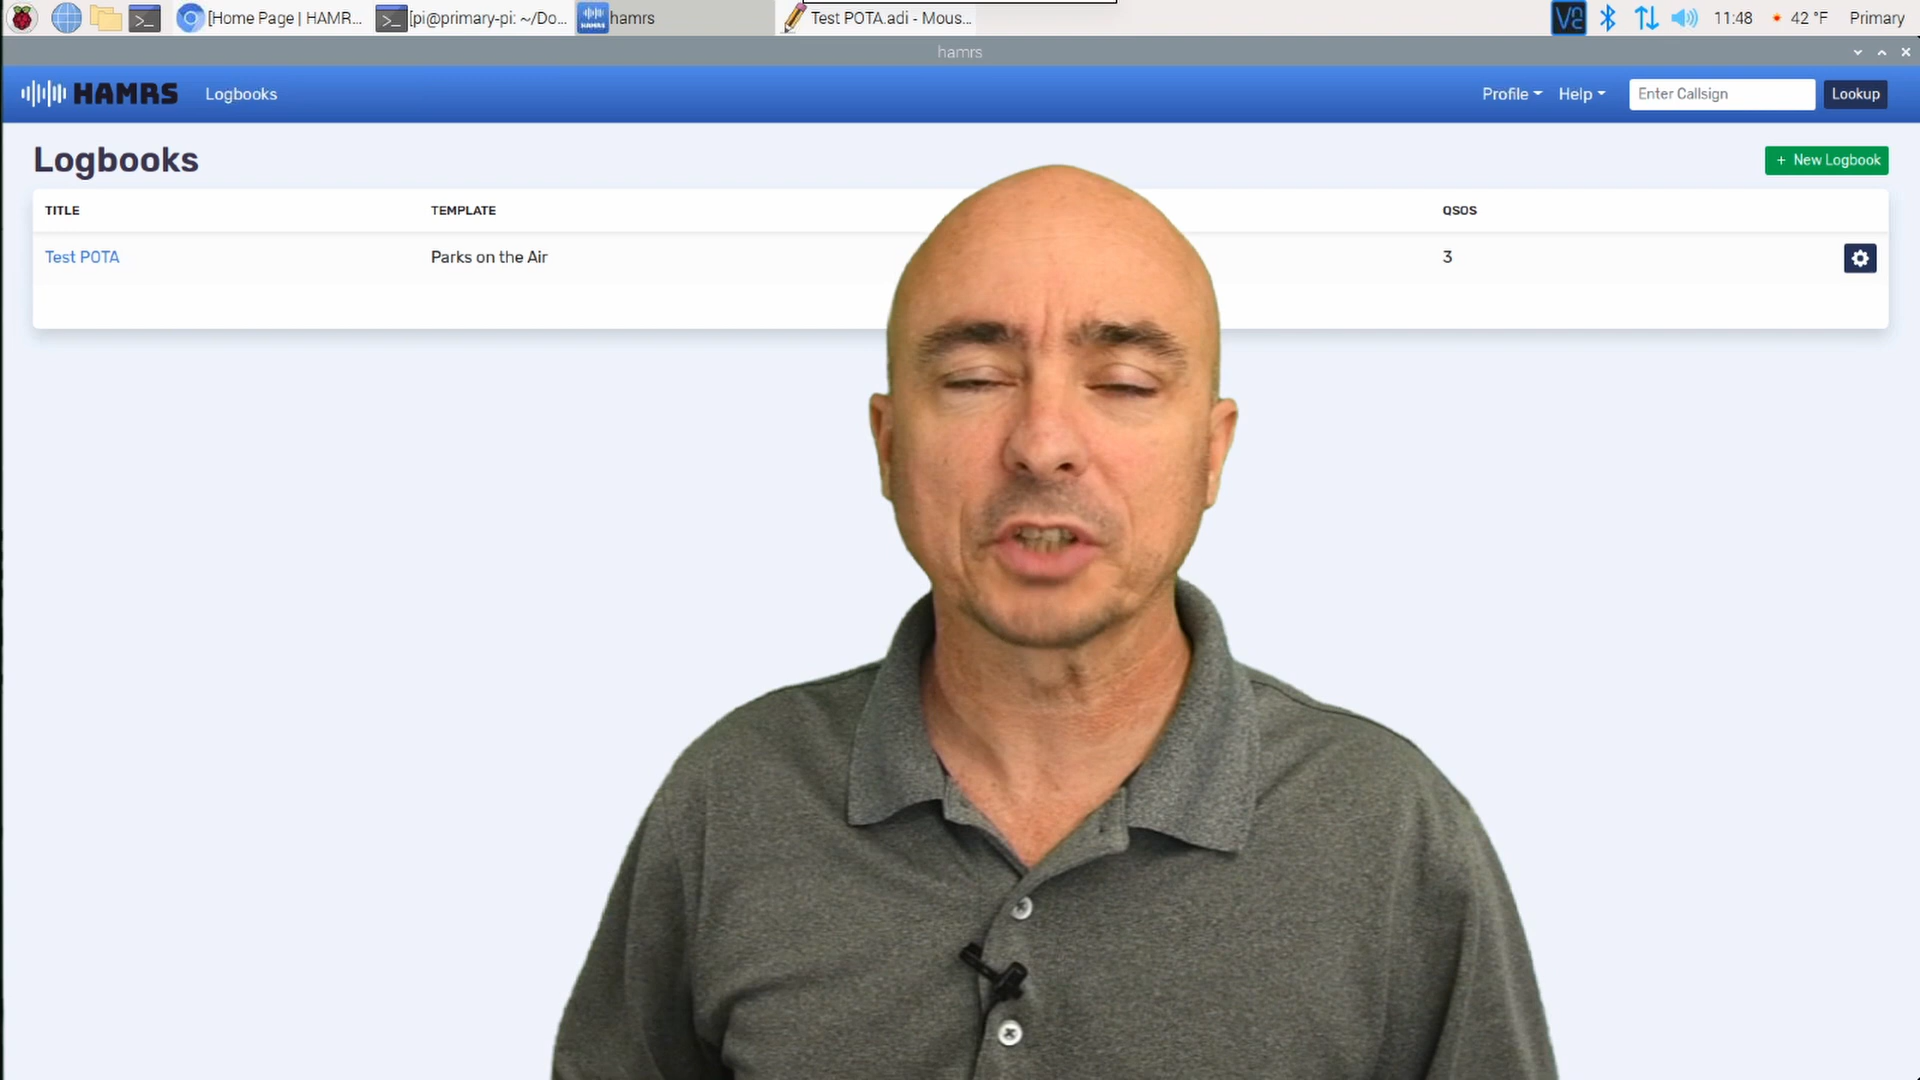 [Home Page | HAMR... [pi@primary-pi: ~/Do... hamrs Test POTA.adi - Mous... 11:48 42 °F Primary
hamrs
HAMRS Logbooks Profile Help Enter Callsign Lookup
Logbooks + New Logbook
TITLE TEMPLATE QSOS
Test POTA Parks on the Air 3